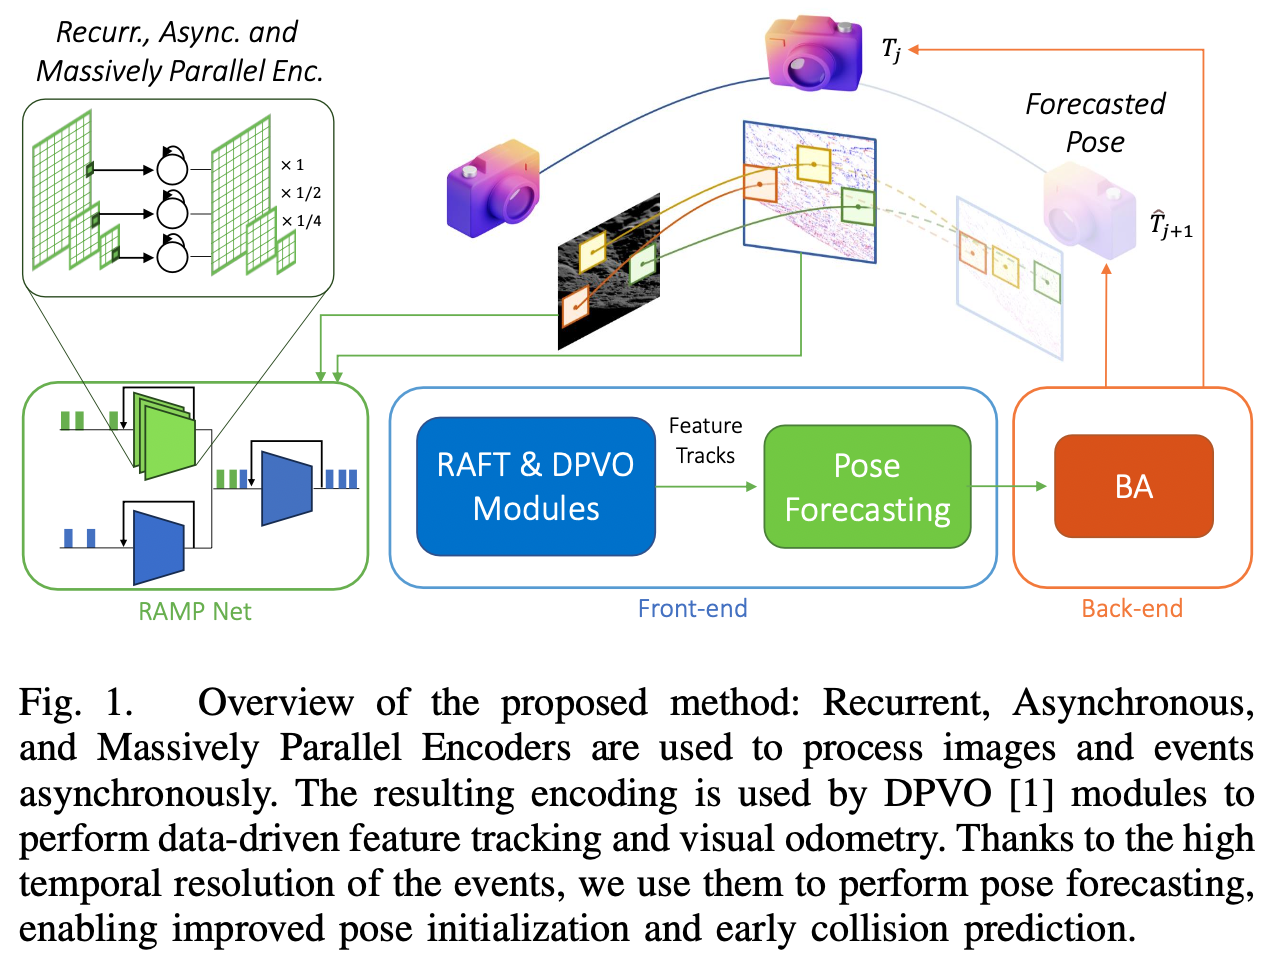 Recurr., Async. and
Massively Parallel Enc.
× 1
× 1/2
× 1/4
T_j
Forecasted
Pose
T̂_{j+1}
RAFT & DPVO
Modules
Feature
Tracks
Pose
Forecasting
BA
RAMP Net
Front-end
Back-end
Fig. 1. Overview of the proposed method: Recurrent, Asynchronous,
and Massively Parallel Encoders are used to process images and events
asynchronously. The resulting encoding is used by DPVO [1] modules to
perform data-driven feature tracking and visual odometry. Thanks to the high
temporal resolution of the events, we use them to perform pose forecasting,
enabling improved pose initialization and early collision prediction.